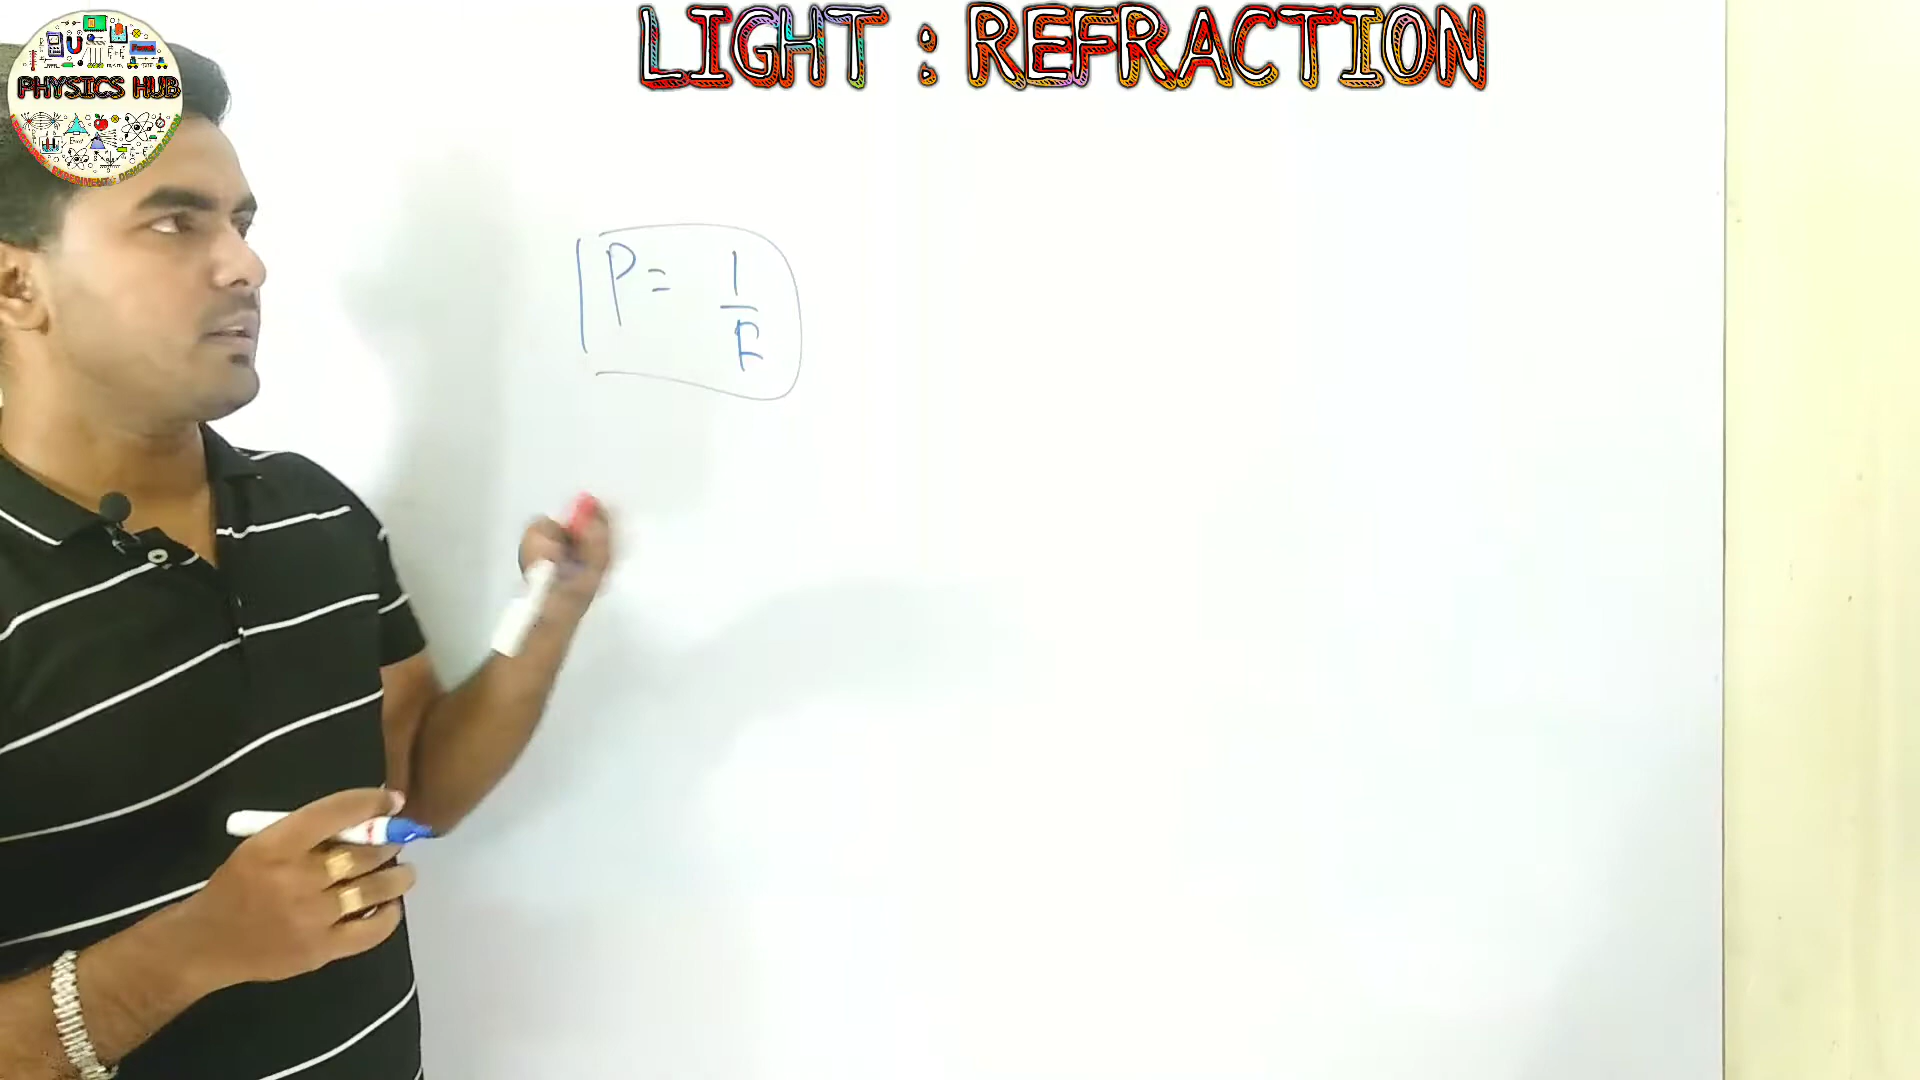 LIGHT : REFRACTION
PHYSICS HUB
P = 1/F